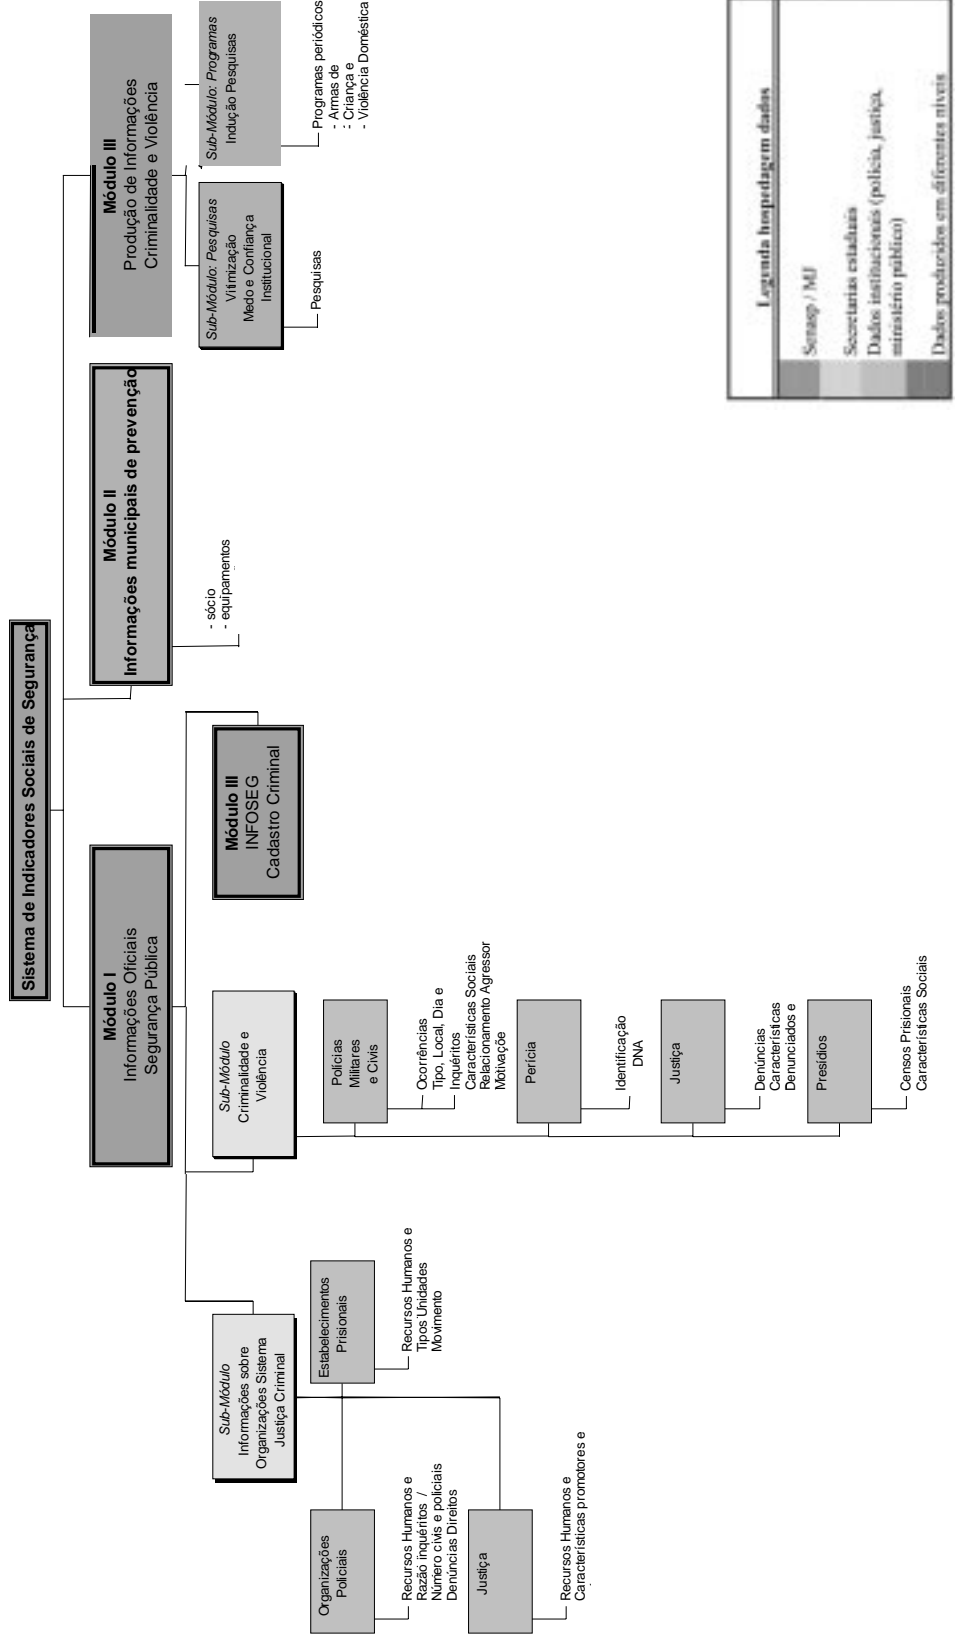 Sistema de Indicadores Sociais de Segurança
Módulo I
Informações Oficiais
Segurança Pública
Módulo II
Informações municipais de prevenção
- sócio
- equipamentos
Módulo III
Produção de Informações
Criminalidade e Violência
Sub-Módulo
Informações sobre
Organizações Sistema
Justiça Criminal
Sub-Módulo
Criminalidade e
Violência
Módulo III
INFOSEG
Cadastro Criminal
Sub-Módulo: Pesquisas
Vitimização
Medo e Confiança
Institucional
Pesquisas
Sub-Módulo: Programas
Indução Pesquisas
Programas periódicos
- Armas de
- Criança e
- Violência Doméstica
Organizações
Policiais
Recursos Humanos e
Razão inquéritos /
Número civis e policiais
Denúncias Direitos
Estabelecimentos
Prisionais
Recursos Humanos e
Tipos Unidades
Movimento
Justiça
Recursos Humanos e
Características promotores e
Polícias
Militares
e Civis
Ocorrências
Tipo, Local, Dia e
Inquéritos
Características Sociais
Relacionamento Agressor
Motivaçõe
Perícia
Identificação
DNA
Justiça
Denúncias
Características
Denunciados e
Presídios
Censos Prisionais
Características Sociais
Legenda hospedagem dados
Senasp / MJ
Secretarias estaduais
Dados institucionais (polícia, justiça,
ministério público)
Dados produzidos em diferentes níveis